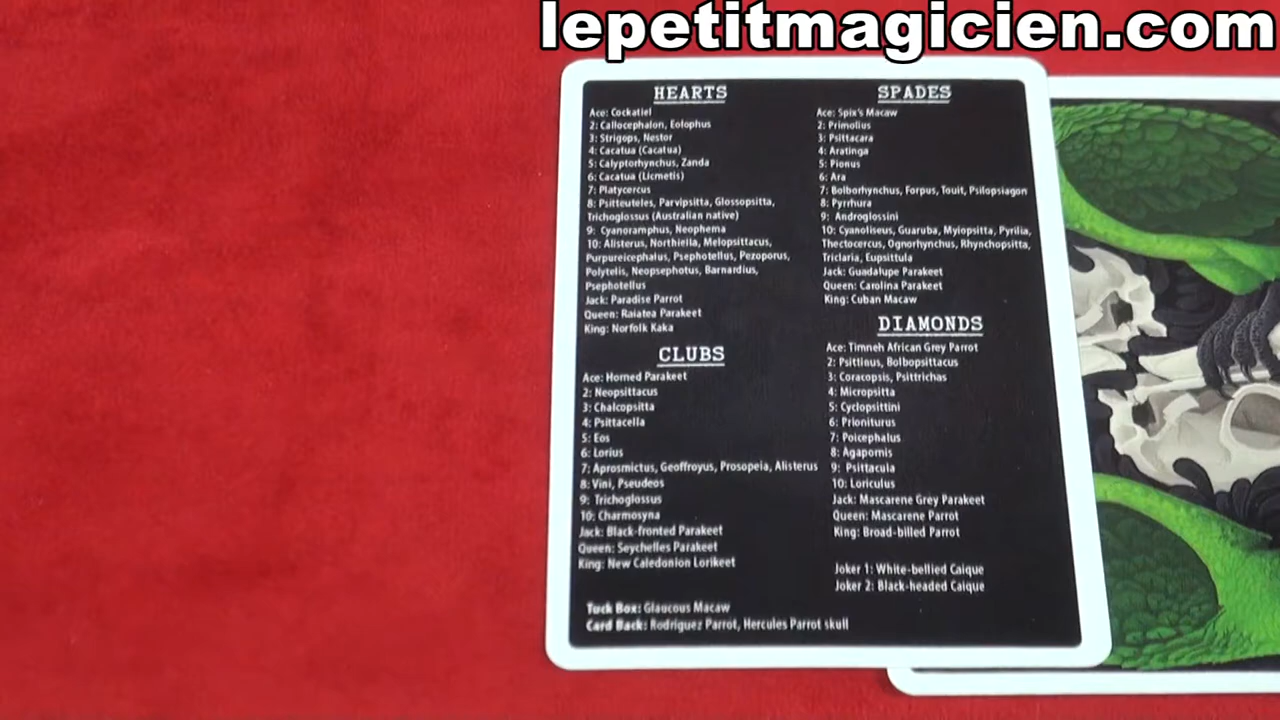 lepetitmagicien.com
HEARTS
Ace: Cockatiel
2: Callocephalon, Eolophus
3: Strigops, Nestor
4: Cacatua (Cacatua)
5: Calyptorhynchus, Zanda
6: Cacatua (Licmetis)
7: Platycercus
8: Psitteuteles, Parvipsitta, Glossopsitta,
Trichoglossus (Australian native)
9: Cyanoramphus, Neophema
10: Alisterus, Northiella, Melopsittacus,
Purpureicephalus, Psephotellus, Pezoporus,
Polytelis, Neopsephotus, Barnardius,
Psephotellus
Jack: Paradise Parrot
Queen: Raiatea Parakeet
King: Norfolk Kaka
CLUBS
Ace: Horned Parakeet
2: Neopsittacus
3: Chalcopsitta
4: Psittacella
5: Eos
6: Lorius
7: Aprosmictus, Geoffroyus, Prosopeia, Alisterus
8: Vini, Pseudeos
9: Trichoglossus
10: Charmosyna
Jack: Black-fronted Parakeet
Queen: Seychelles Parakeet
King: New Caledonion Lorikeet
SPADES
Ace: Spix's Macaw
2: Primolius
3: Psittacara
4: Aratinga
5: Pionus
6: Ara
7: Bolborhynchus, Forpus, Touit, Psilopsiagon
8: Pyrrhura
9: Androglossini
10: Cyanoliseus, Guaruba, Myiopsitta, Pyrilia,
Thectocercus, Ognorhynchus, Rhynchopsitta,
Triclaria, Eupsittula
Jack: Guadalupe Parakeet
Queen: Carolina Parakeet
King: Cuban Macaw
DIAMONDS
Ace: Timneh African Grey Parrot
2: Psittinus, Bolbopsittacus
3: Coracopsis, Psittrichas
4: Micropsitta
5: Cyclopsittini
6: Prioniturus
7: Poicephalus
8: Agapornis
9: Psittacula
10: Loriculus
Jack: Mascarene Grey Parakeet
Queen: Mascarene Parrot
King: Broad-billed Parrot
Joker 1: White-bellied Caique
Joker 2: Black-headed Caique
Tuck Box: Glaucous Macaw
Card Back: Rodriguez Parrot, Hercules Parrot skull